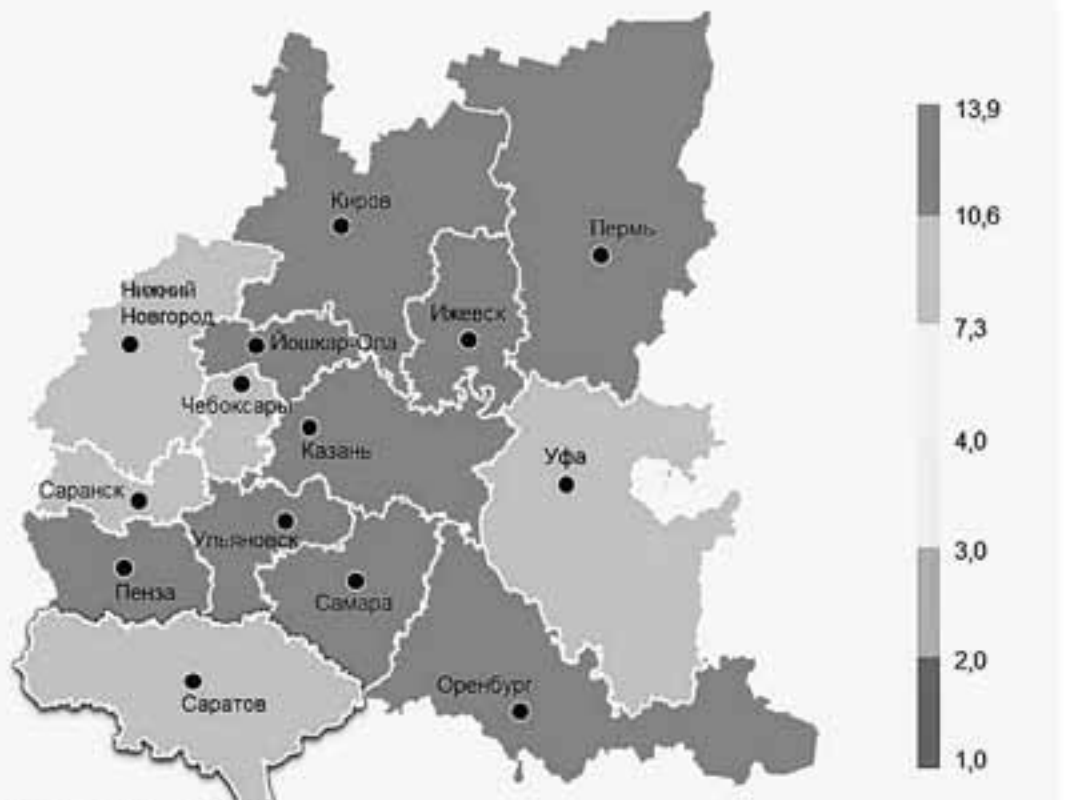 Киров
Пермь
Нижний
Новгород
Ижевск
Йошкар-Ола
Чебоксары
Казань
Уфа
Саранск
Ульяновск
Пенза
Самара
Оренбург
Саратов
13,9
10,6
7,3
4,0
3,0
2,0
1,0